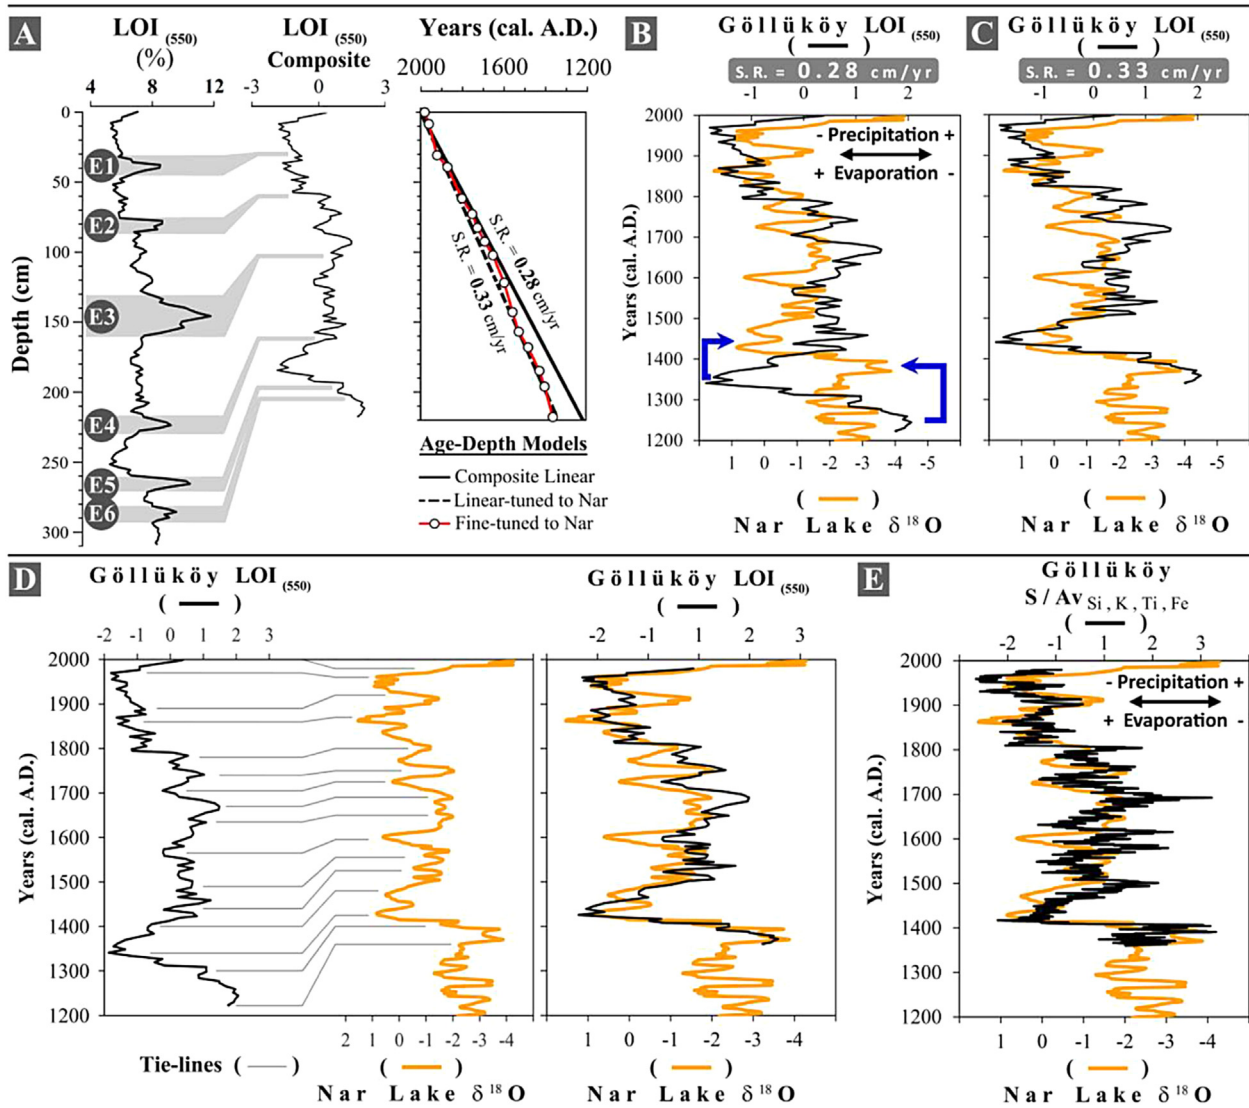 A
LOI (550)
(%)
4 8 12
LOI (550)
Composite
-3 0 3
Years (cal. A.D.)
2000 1600 1200
Depth (cm)
0
50
100
150
200
250
300
E1
E2
E3
E4
E5
E6
S.R. = 0.28 cm/yr
S.R. = 0.33 cm/yr
Age-Depth Models
Composite Linear
Linear-tuned to Nar
Fine-tuned to Nar
B
Göllüköy LOI (550)
( )
S.R. = 0.28 cm/yr
-1 0 1 2
Years (cal. A.D.)
2000
1900
1800
1700
1600
1500
1400
1300
1200
- Precipitation +
+ Evaporation -
1 0 -1 -2 -3 -4 -5
( )
Nar Lake δ 18 O
C
Göllüköy LOI (550)
( )
S.R. = 0.33 cm/yr
-1 0 1 2
1 0 -1 -2 -3 -4 -5
( )
Nar Lake δ 18 O
D
Göllüköy LOI (550)
( )
-2 -1 0 1 2 3
Years (cal. A.D.)
2000
1900
1800
1700
1600
1500
1400
1300
1200
2 1 0 -1 -2 -3 -4 -5
Tie-lines ( )
( )
Nar Lake δ 18 O
Göllüköy LOI (550)
( )
-2 -1 0 1 2 3
1 0 -1 -2 -3 -4
( )
Nar Lake δ 18 O
E
Göllüköy
S / Av Si , K , Ti , Fe
( )
-2 -1 0 1 2 3
Years (cal. A.D.)
2000
1900
1800
1700
1600
1500
1400
1300
1200
- Precipitation +
+ Evaporation -
1 0 -1 -2 -3 -4
( )
Nar Lake δ 18 O